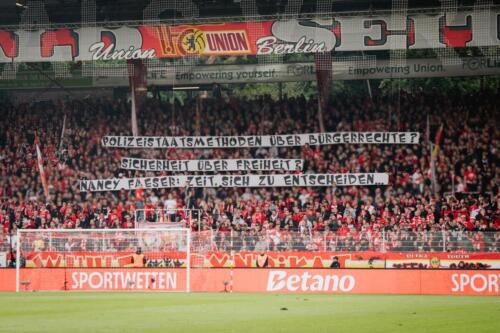 Union
UNION
Berlin
Empowering yourself.
Empowering Union.
POLIZEISTAATSMETHODEN ÜBER BÜRGERRECHTE?
SICHERHEIT ÜBER FREIHEIT?
NANCY FAESER: ZEIT, SICH ZU ENTSCHEIDEN
SPORTWETTEN
Betano
SPORTWE